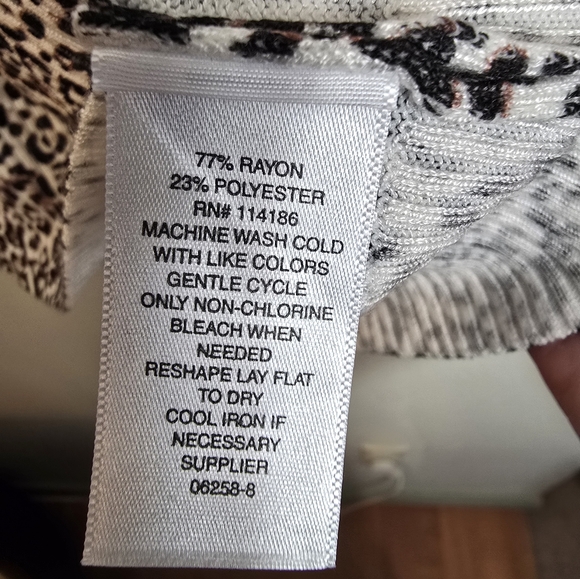 77% RAYON
23% POLYESTER
RN# 114186
MACHINE WASH COLD
WITH LIKE COLORS
GENTLE CYCLE
ONLY NON-CHLORINE
BLEACH WHEN
NEEDED
RESHAPE LAY FLAT
TO DRY
COOL IRON IF
NECESSARY
SUPPLIER
06258-8